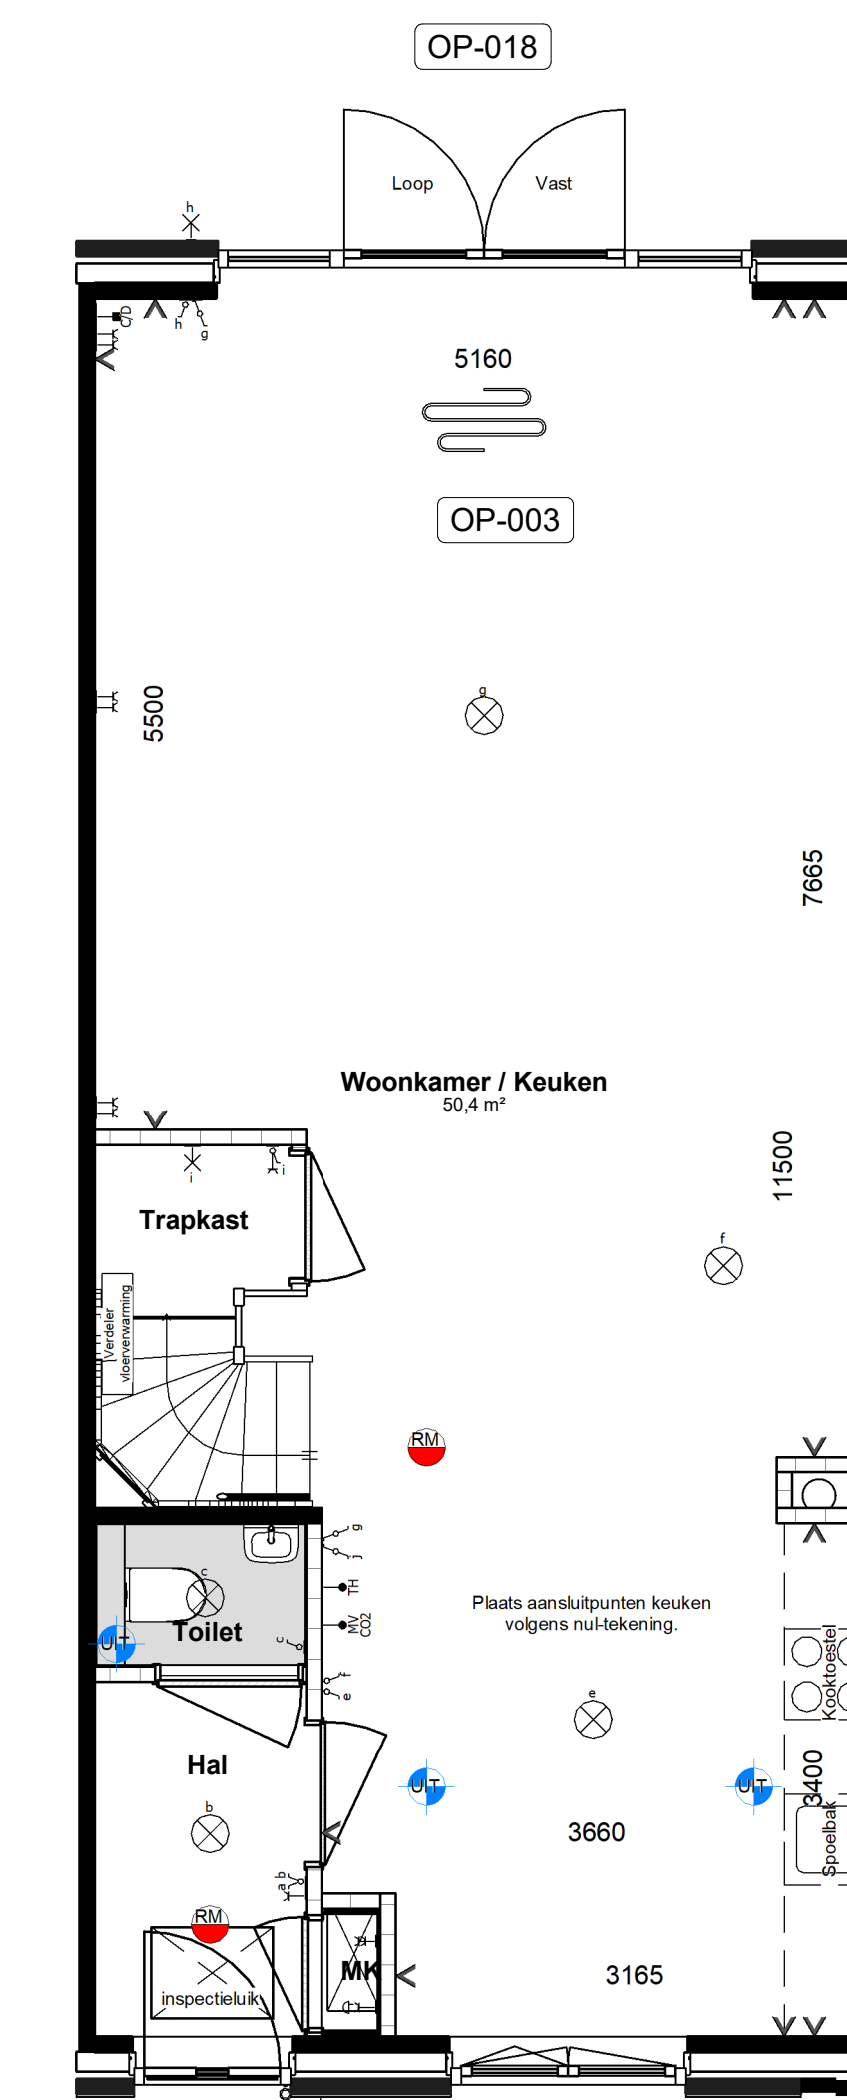 OP-018
Loop
Vast
h
C/D
h
g
5160
OP-003
g
5500
7665
Woonkamer / Keuken
50,4 m²
11500
i
i
Trapkast
f
Verdeler
vloerverwarming
RM
g
j
TH
MV
CO2
c
Toilet
UIT
c
Plaats aansluitpunten keuken
volgens nul-tekening.
Kooktoestel
f
e
e
Hal
UIT
UIT
3400
b
3660
Spoelbak
a b
RM
MK
3165
inspectieluik